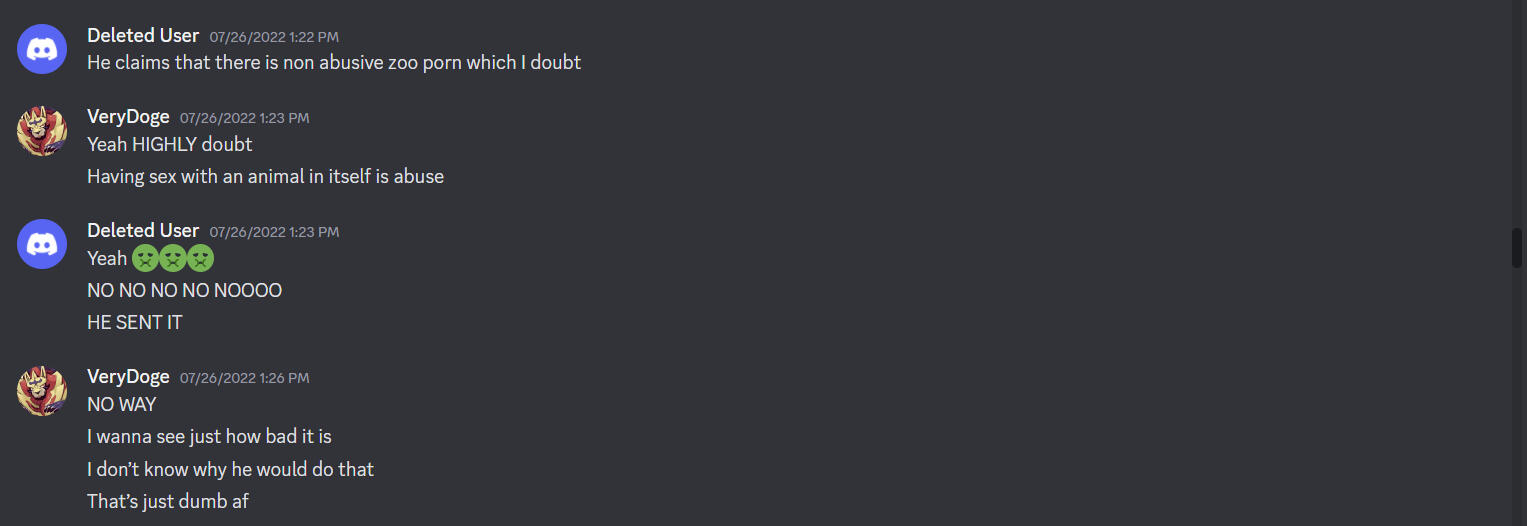 Deleted User 07/26/2022 1:22 PM
He claims that there is non abusive zoo porn which I doubt
VeryDoge 07/26/2022 1:23 PM
Yeah HIGHLY doubt
Having sex with an animal in itself is abuse
Deleted User 07/26/2022 1:23 PM
Yeah
NO NO NO NO NOOOO
HE SENT IT
VeryDoge 07/26/2022 1:26 PM
NO WAY
I wanna see just how bad it is
I don’t know why he would do that
That’s just dumb af